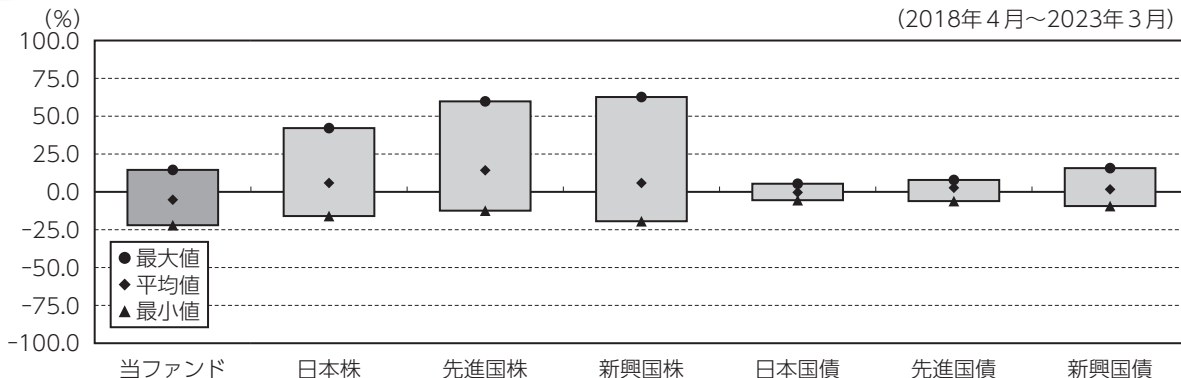 (%)
(2018年4月～2023年3月)
100.0
75.0
50.0
25.0
0.0
-25.0
-50.0
-75.0
-100.0
●最大値
◆平均値
▲最小値
当ファンド 日本株 先進国株 新興国株 日本国債 先進国債 新興国債